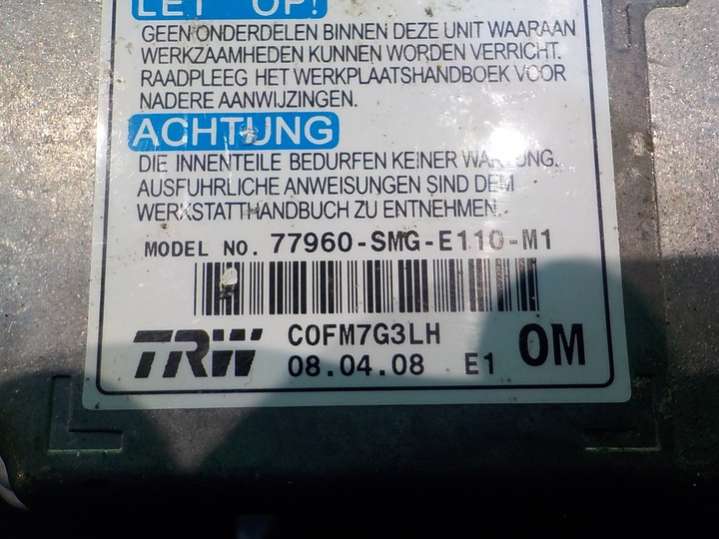 LET OP!
GEEN ONDERDELEN BINNEN DEZE UNIT WAARAAN
WERKZAAMHEDEN KUNNEN WORDEN VERRICHT.
RAADPLEEG HET WERKPLAATSHANDBOEK VOOR
NADERE AANWIJZINGEN.
ACHTUNG
DIE INNENTEILE BEDURFEN KEINER WARTUNG.
AUSFUHRLICHE ANWEISUNGEN SIND DEM
WERKSTATTHANDBUCH ZU ENTNEHMEN.
MODEL NO. 77960-SMG-E110-M1
TRW C0FM7G3LH 0M
08.04.08 E1